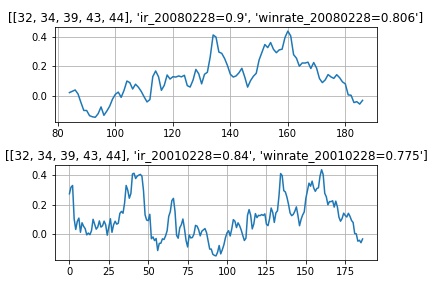 [[32, 34, 39, 43, 44], 'ir_20080228=0.9', 'winrate_20080228=0.806']
0.4
0.2
0.0
80 100 120 140 160 180
[[32, 34, 39, 43, 44], 'ir_20010228=0.84', 'winrate_20010228=0.775']
0.4
0.2
0.0
0 25 50 75 100 125 150 175